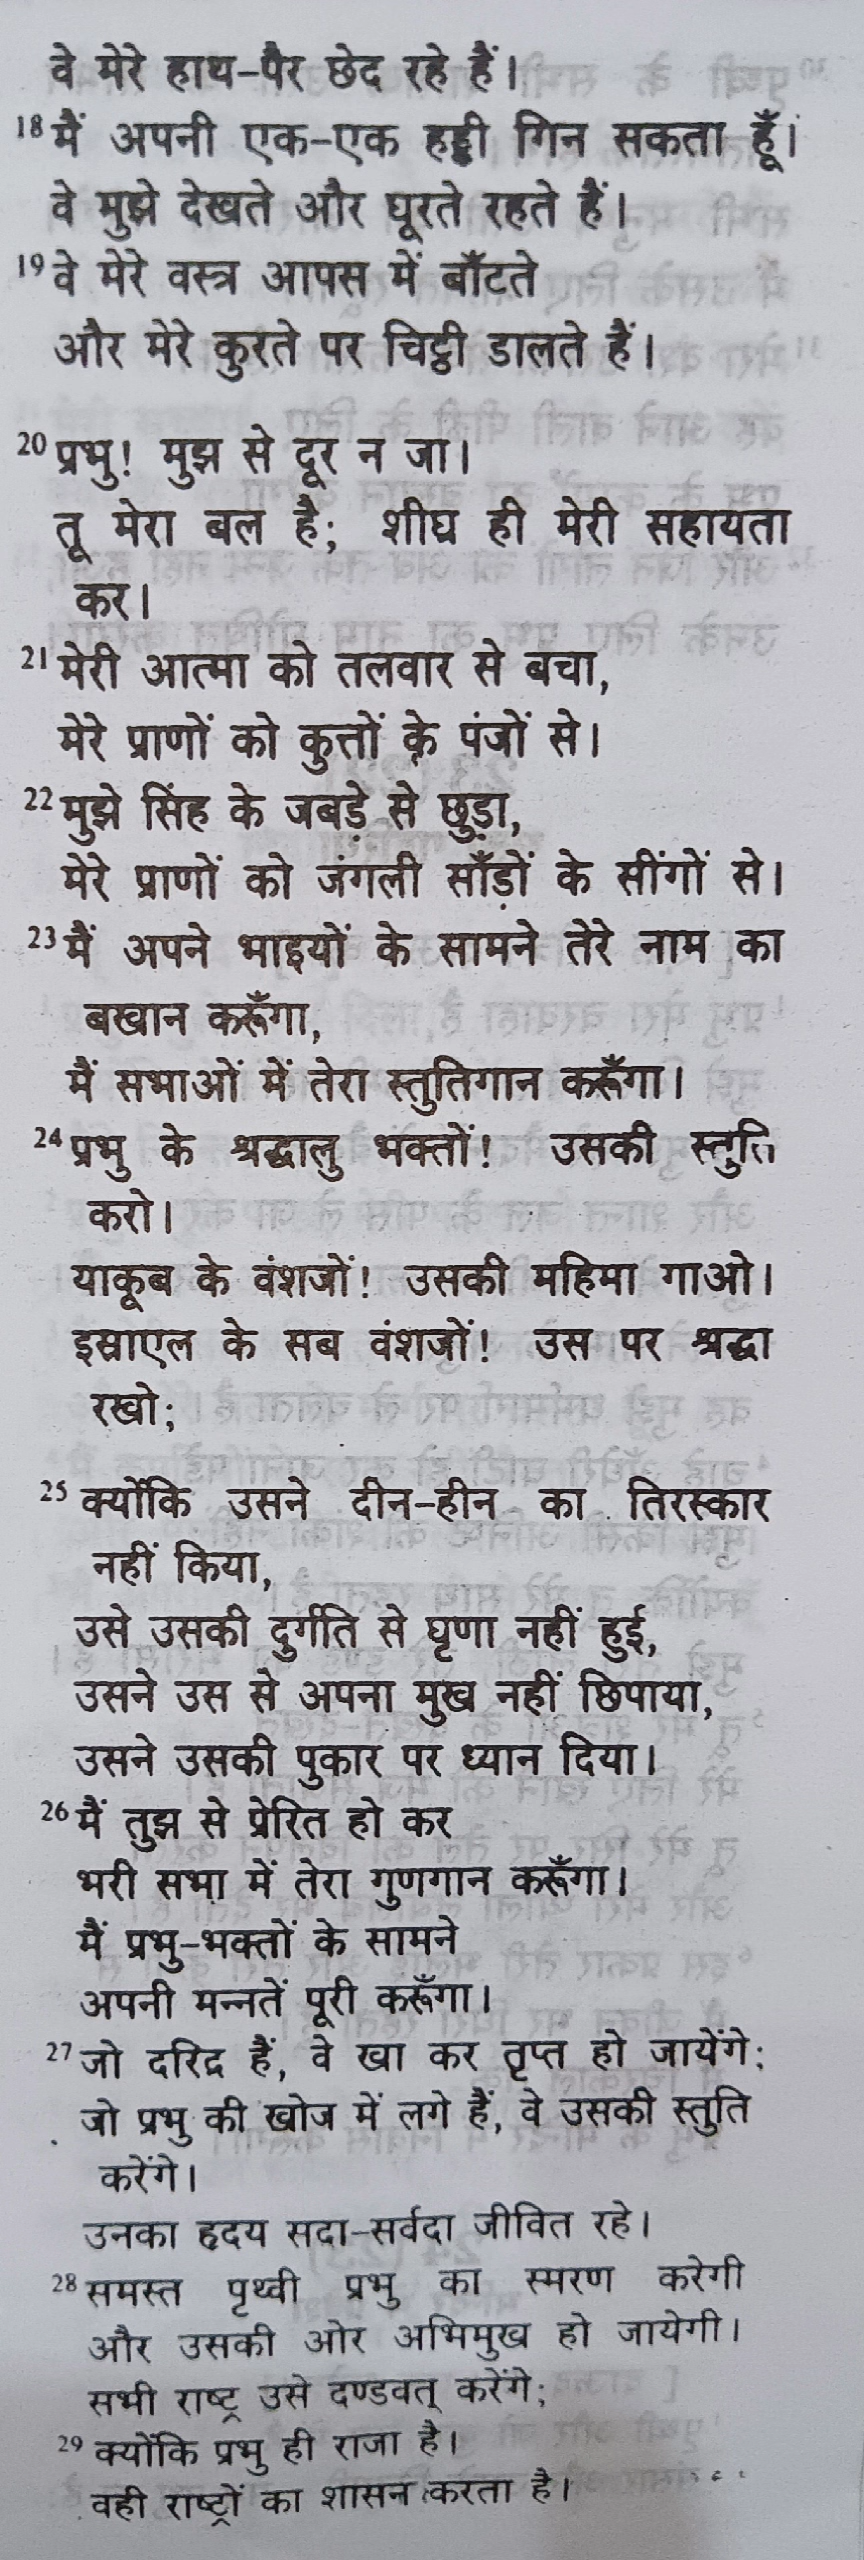 वे मेरे हाथ-पैर छेद रहे हैं।
18 मैं अपनी एक-एक हड्डी गिन सकता हूँ।
वे मुझे देखते और घूरते रहते हैं।
19 वे मेरे वस्त्र आपस में बाँटते
और मेरे कुरते पर चिट्ठी डालते हैं।
20 प्रभु! मुझ से दूर न जा।
तू मेरा बल है; शीघ्र ही मेरी सहायता
कर।
21 मेरी आत्मा को तलवार से बचा,
मेरे प्राणों को कुत्तों के पंजों से।
22 मुझे सिंह के जबड़े से छुड़ा,
मेरे प्राणों को जंगली साँड़ों के सींगों से।
23 मैं अपने भाइयों के सामने तेरे नाम का
बखान करूँगा,
मैं सभाओं में तेरा स्तुतिगान करूँगा।
24 प्रभु के श्रद्धालु भक्तों! उसकी स्तुति
करो।
याकूब के वंशजों! उसकी महिमा गाओ।
इस्राएल के सब वंशजों! उस पर श्रद्धा
रखो;
25 क्योंकि उसने दीन-हीन का तिरस्कार
नहीं किया,
उसे उसकी दुर्गति से घृणा नहीं हुई,
उसने उस से अपना मुख नहीं छिपाया,
उसने उसकी पुकार पर ध्यान दिया।
26 मैं तुझ से प्रेरित हो कर
भरी सभा में तेरा गुणगान करूँगा।
मैं प्रभु-भक्तों के सामने
अपनी मन्नतें पूरी करूँगा।
27 जो दरिद्र हैं, वे खा कर तृप्त हो जायेंगे;
जो प्रभु की खोज में लगे हैं, वे उसकी स्तुति
करेंगे।
उनका हृदय सदा-सर्वदा जीवित रहे।
28 समस्त पृथ्वी प्रभु का स्मरण करेगी
और उसकी ओर अभिमुख हो जायेगी।
सभी राष्ट्र उसे दण्डवत् करेंगे;
29 क्योंकि प्रभु ही राजा है।
वही राष्ट्रों का शासन करता है।